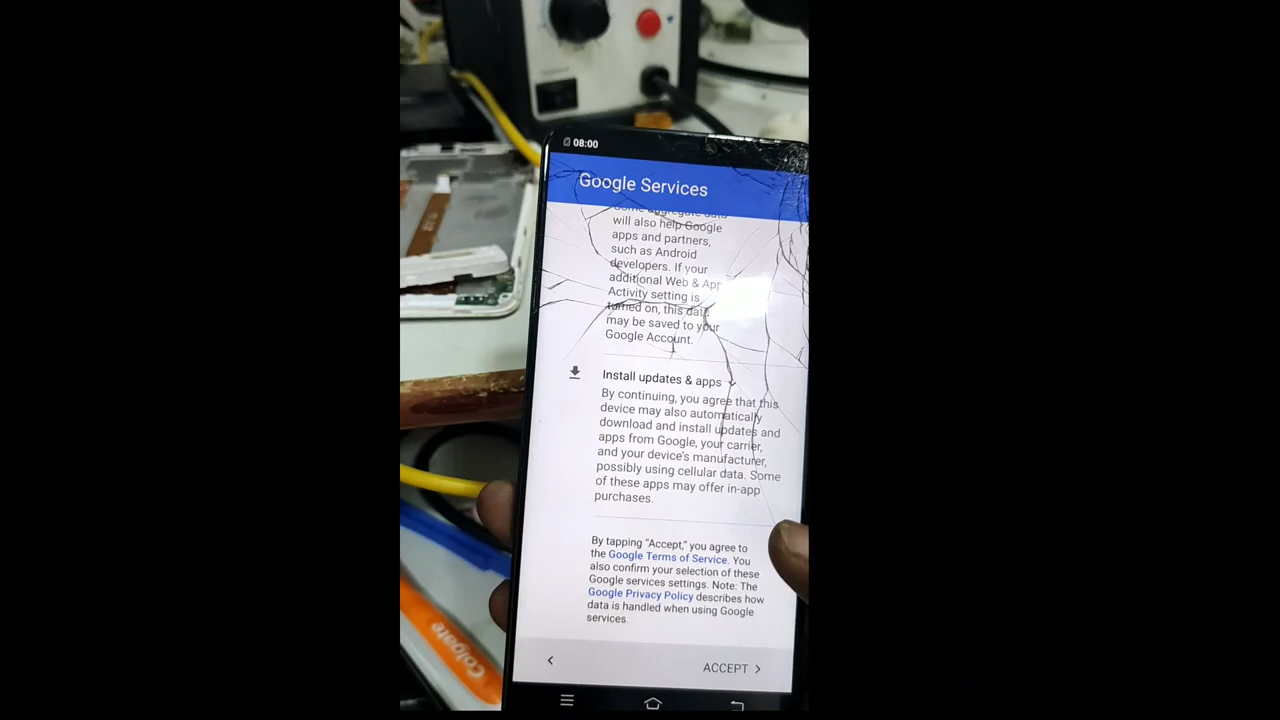 08:00
Google Services
Some aggregate data
will also help Google
apps and partners,
such as Android
developers. If your
additional Web & App
Activity setting is
turned on, this data
may be saved to your
Google Account.
Install updates & apps
By continuing, you agree that this
device may also automatically
download and install updates and
apps from Google, your carrier,
and your device's manufacturer,
possibly using cellular data. Some
of these apps may offer in-app
purchases.
By tapping “Accept,” you agree to
the Google Terms of Service. You
also confirm your selection of these
Google services settings. Note: The
Google Privacy Policy describes how
data is handled when using Google
services.
ACCEPT
Colgate